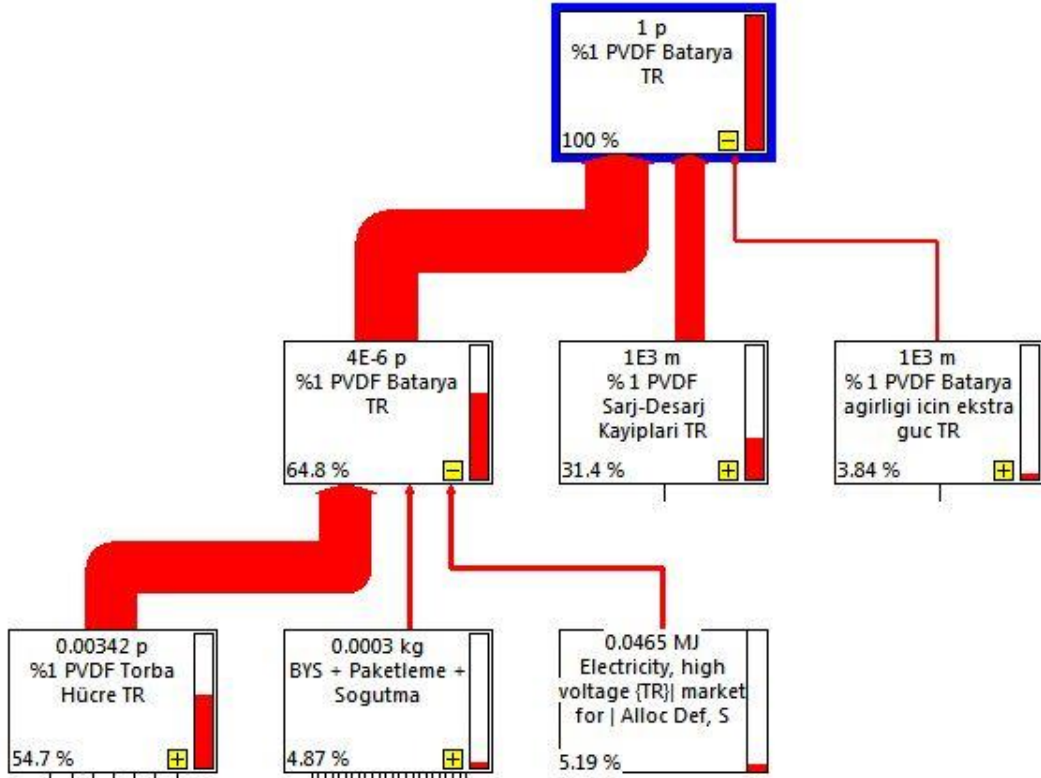 1 p
%1 PVDF Batarya
TR
100 %
4E-6 p
%1 PVDF Batarya
TR
64.8 %
1E3 m
% 1 PVDF
Sarj-Desarj
Kayiplari TR
31.4 %
1E3 m
% 1 PVDF Batarya
agirligi icin ekstra
guc TR
3.84 %
0.00342 p
%1 PVDF Torba
Hücre TR
54.7 %
0.0003 kg
BYS + Paketleme +
Sogutma
4.87 %
0.0465 MJ
Electricity, high
voltage {TR}| market
for | Alloc Def, S
5.19 %